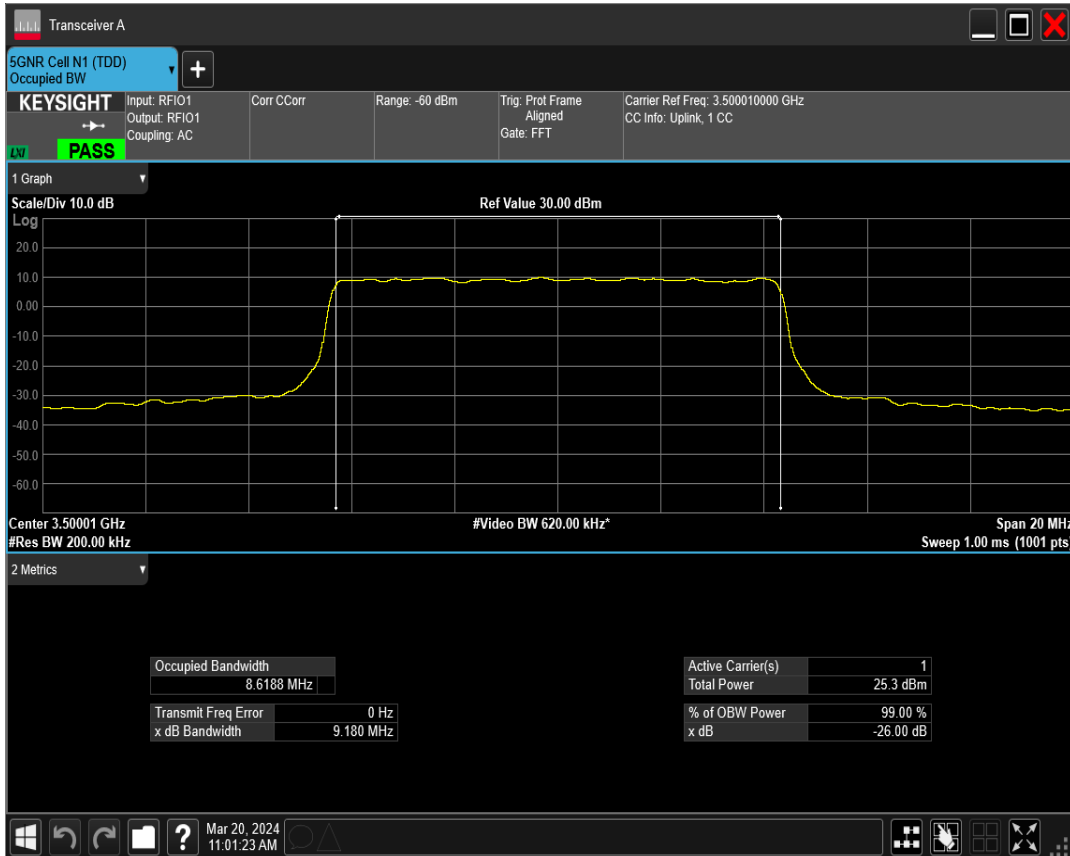 Transceiver A
5GNR Cell N1 (TDD)
Occupied BW
+
KEYSIGHT
LXI
PASS
Input: RFIO1
Output: RFIO1
Coupling: AC
Corr CCorr
Range: -60 dBm
Trig: Prot Frame
Aligned
Gate: FFT
Carrier Ref Freq: 3.500010000 GHz
CC Info: Uplink, 1 CC
1 Graph
Scale/Div 10.0 dB
Ref Value 30.00 dBm
Log
20.0
10.0
0.00
-10.0
-20.0
-30.0
-40.0
-50.0
-60.0
Center 3.50001 GHz
#Video BW 620.00 kHz*
Span 20 MHz
#Res BW 200.00 kHz
Sweep 1.00 ms (1001 pts)
2 Metrics
Occupied Bandwidth
8.6188 MHz
Transmit Freq Error 0 Hz
x dB Bandwidth 9.180 MHz
Active Carrier(s) 1
Total Power 25.3 dBm
% of OBW Power 99.00 %
x dB -26.00 dB
?
Mar 20, 2024
11:01:23 AM